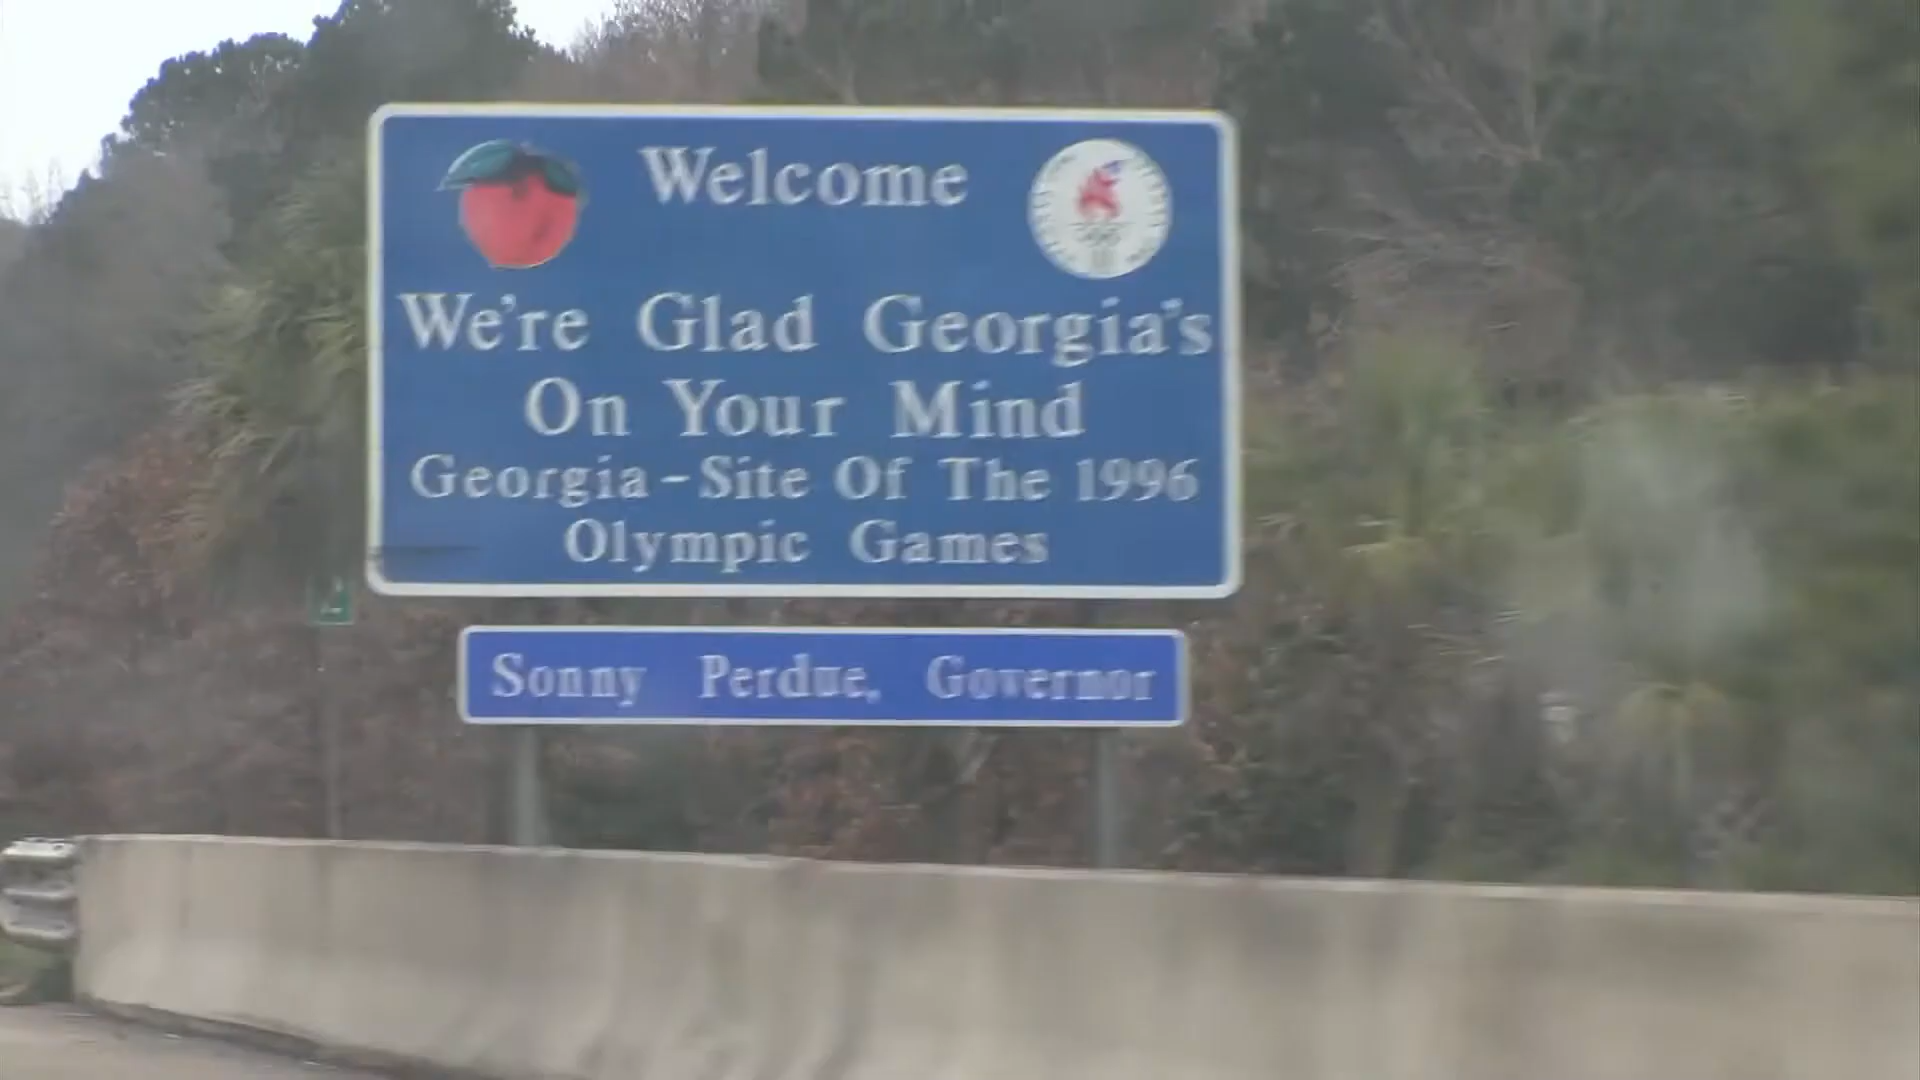 Welcome
We're Glad Georgia's
On Your Mind
Georgia-Site Of The 1996
Olympic Games
Sonny Perdue, Governor